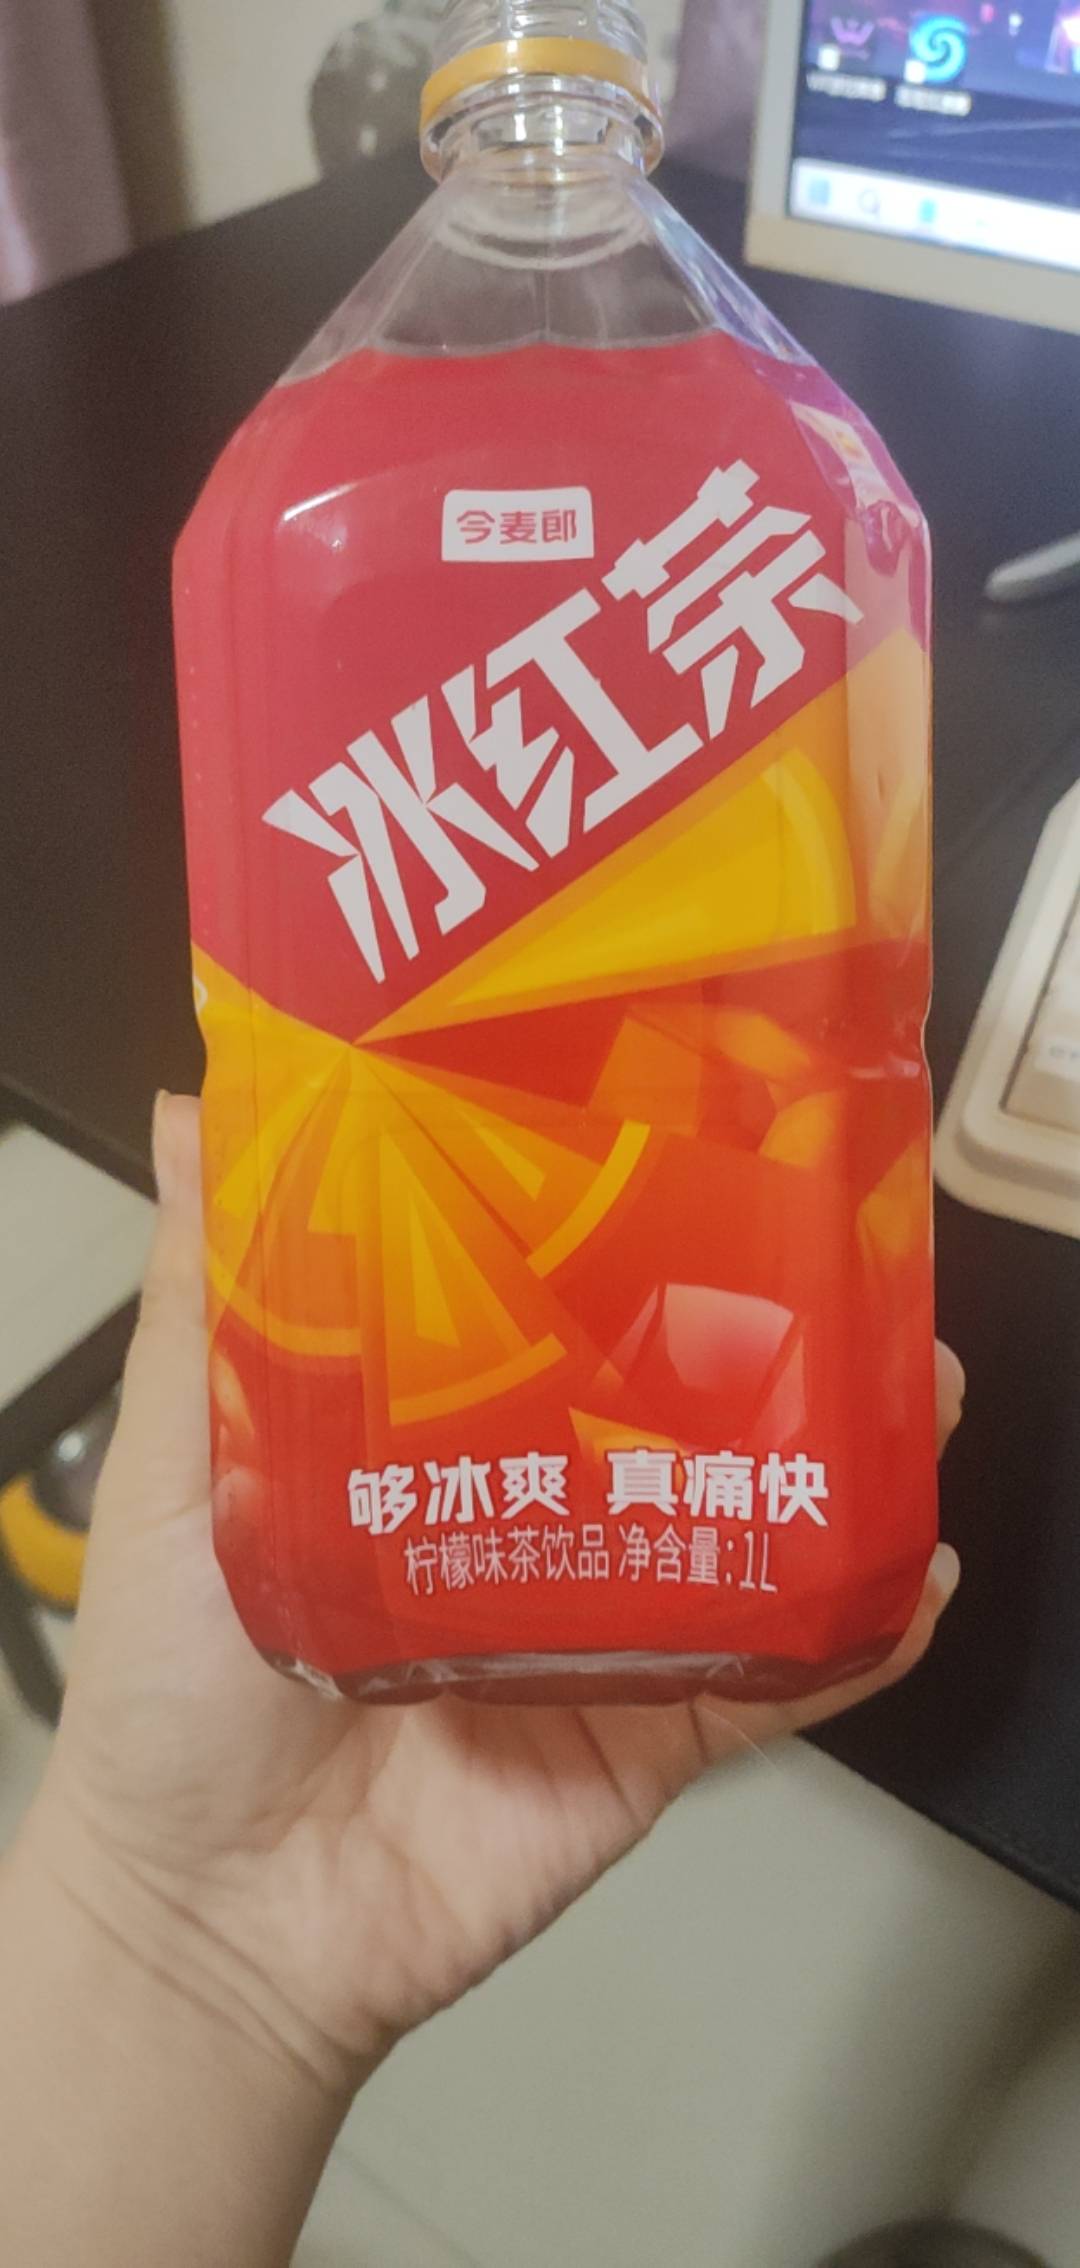 今麦郎
冰红茶
够冰爽 真痛快
柠檬味茶饮品 净含量:1L